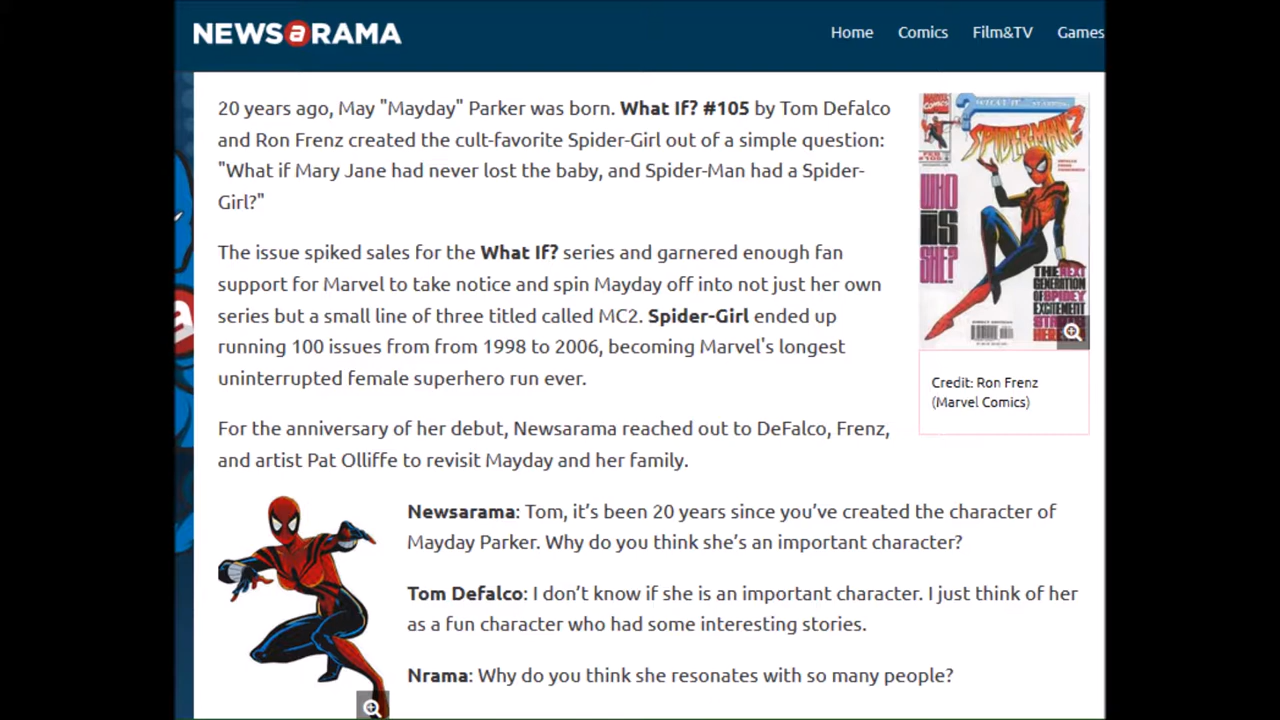 NEWSaRAMA
Home Comics Film&TV Games
20 years ago, May "Mayday" Parker was born. What If? #105 by Tom Defalco
and Ron Frenz created the cult-favorite Spider-Girl out of a simple question:
"What if Mary Jane had never lost the baby, and Spider-Man had a Spider-
Girl?"
The issue spiked sales for the What If? series and garnered enough fan
support for Marvel to take notice and spin Mayday off into not just her own
series but a small line of three titled called MC2. Spider-Girl ended up
running 100 issues from from 1998 to 2006, becoming Marvel's longest
uninterrupted female superhero run ever.
MARVEL COMICS
WHAT IF...
SPIDER-MAN?
FEB
#105
WHO
IS
SHE?
THE NEXT
GENERATION
OF SPIDEY
EXCITEMENT
Credit: Ron Frenz
(Marvel Comics)
For the anniversary of her debut, Newsarama reached out to DeFalco, Frenz,
and artist Pat Olliffe to revisit Mayday and her family.
Newsarama: Tom, it’s been 20 years since you’ve created the character of
Mayday Parker. Why do you think she’s an important character?
Tom Defalco: I don’t know if she is an important character. I just think of her
as a fun character who had some interesting stories.
Nrama: Why do you think she resonates with so many people?